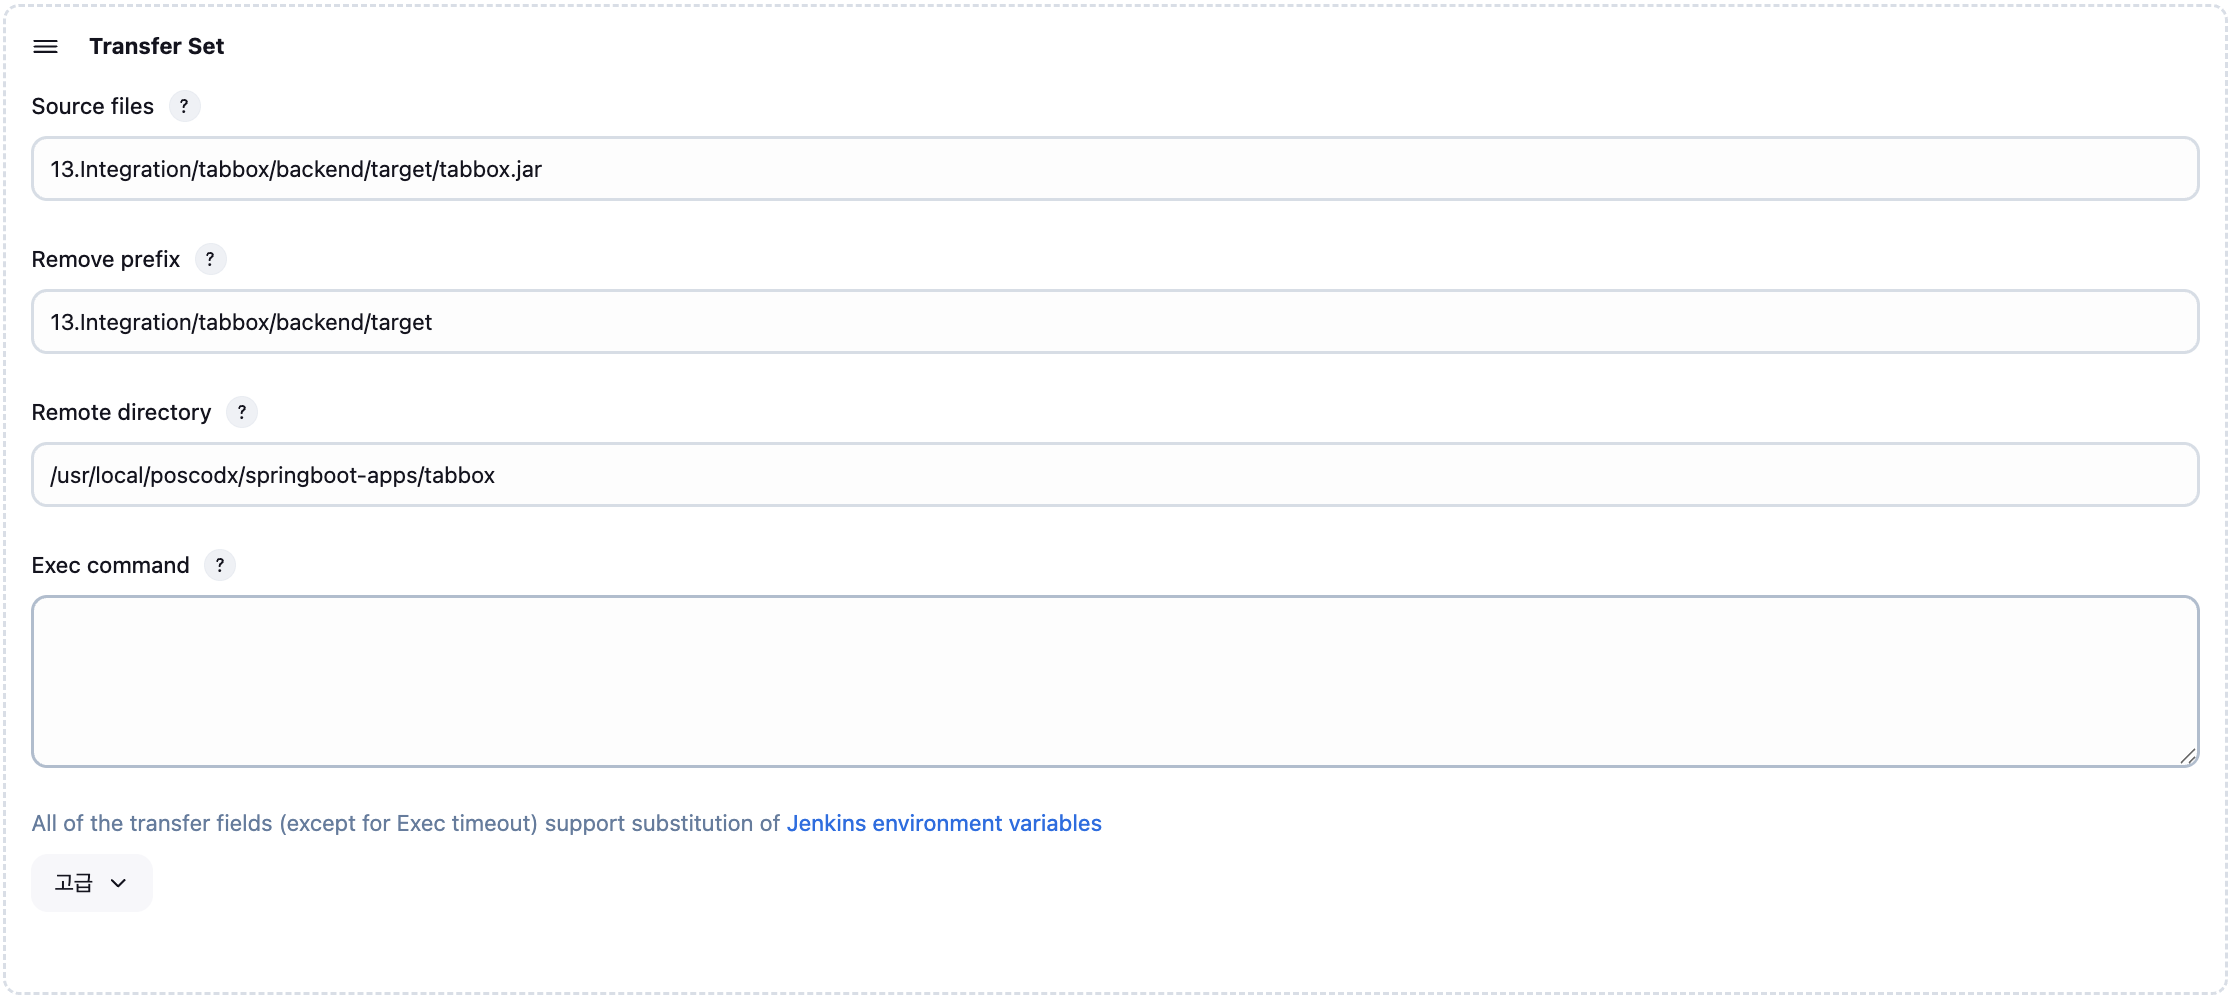 Transfer Set
Source files ?
13.Integration/tabbox/backend/target/tabbox.jar
Remove prefix ?
13.Integration/tabbox/backend/target
Remote directory ?
/usr/local/poscodx/springboot-apps/tabbox
Exec command ?
All of the transfer fields (except for Exec timeout) support substitution of Jenkins environment variables
고급